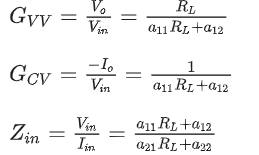 G_{VV} = \frac{V_o}{V_{in}} = \frac{R_L}{a_{11}R_L+a_{12}}
G_{CV} = \frac{-I_o}{V_{in}} = \frac{1}{a_{11}R_L+a_{12}}
Z_{in} = \frac{V_{in}}{I_{in}} = \frac{a_{11}R_L+a_{12}}{a_{21}R_L+a_{22}}